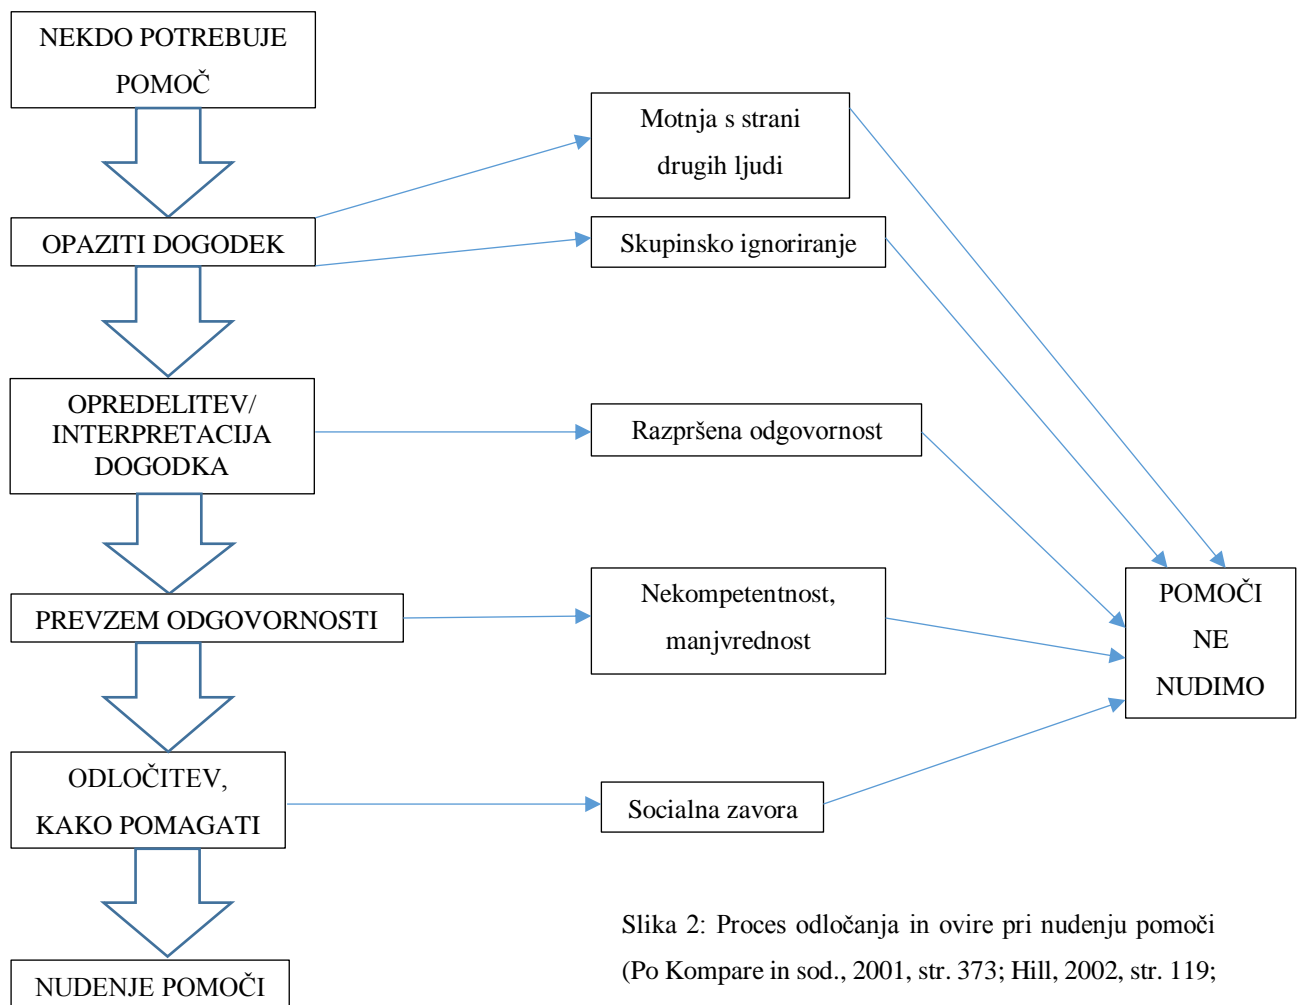 NEKDO POTREBUJE
POMOČ
Motnja s strani
drugih ljudi
OPAZITI DOGODEK
Skupinsko ignoriranje
OPREDELITEV/
INTERPRETACIJA
DOGODKA
Razpršena odgovornost
PREVZEM ODGOVORNOSTI
Nekompetentnost,
manjvrednost
POMOČI
NE
NUDIMO
ODLOČITEV,
KAKO POMAGATI
Socialna zavora
NUDENJE POMOČI
Slika 2: Proces odločanja in ovire pri nudenju pomoči
(Po Kompare in sod., 2001, str. 373; Hill, 2002, str. 119;